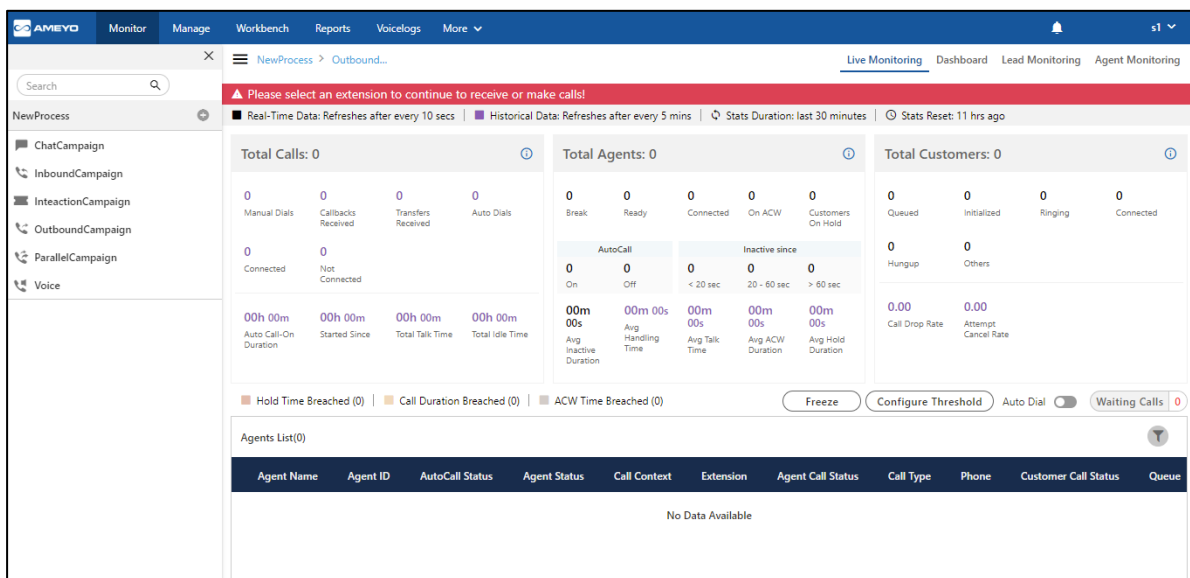 AMEYO Monitor Manage Workbench Reports Voicelogs More s1
NewProcess > Outbound... Live Monitoring Dashboard Lead Monitoring Agent Monitoring
Search
Please select an extension to continue to receive or make calls!
NewProcess
Real-Time Data: Refreshes after every 10 secs | Historical Data: Refreshes after every 5 mins | Stats Duration: last 30 minutes | Stats Reset: 11 hrs ago
ChatCampaign
InboundCampaign
InteactionCampaign
OutboundCampaign
ParallelCampaign
Voice
Total Calls: 0
0 0 0 0
Manual Dials Callbacks Received Transfers Received Auto Dials
0 0
Connected Not Connected
00h 00m 00h 00m 00h 00m 00h 00m
Auto Call-On Duration Started Since Total Talk Time Total Idle Time
Total Agents: 0
0 0 0 0 0
Break Ready Connected On ACW Customers On Hold
AutoCall Inactive since
0 0 0 0 0
On Off < 20 sec 20 - 60 sec > 60 sec
00m 00s 00m 00s 00m 00s 00m 00s 00m 00s
Avg Inactive Duration Avg Handling Time Avg Talk Time Avg ACW Duration Avg Hold Duration
Total Customers: 0
0 0 0 0
Queued Initialized Ringing Connected
0 0
Hungup Others
0.00 0.00
Call Drop Rate Attempt Cancel Rate
Hold Time Breached (0) | Call Duration Breached (0) | ACW Time Breached (0) Freeze Configure Threshold Auto Dial Waiting Calls 0
Agents List(0)
Agent Name Agent ID AutoCall Status Agent Status Call Context Extension Agent Call Status Call Type Phone Customer Call Status Queue
No Data Available